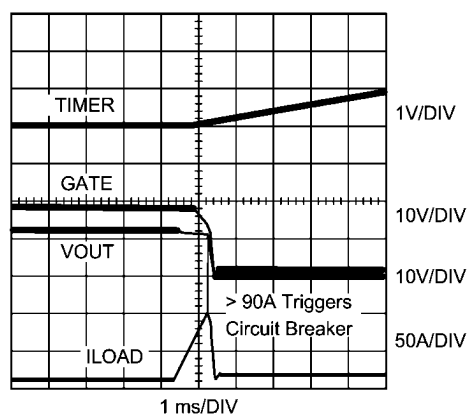 TIMER
1V/DIV
GATE
10V/DIV
VOUT
10V/DIV
> 90A Triggers
Circuit Breaker
50A/DIV
ILOAD
1 ms/DIV